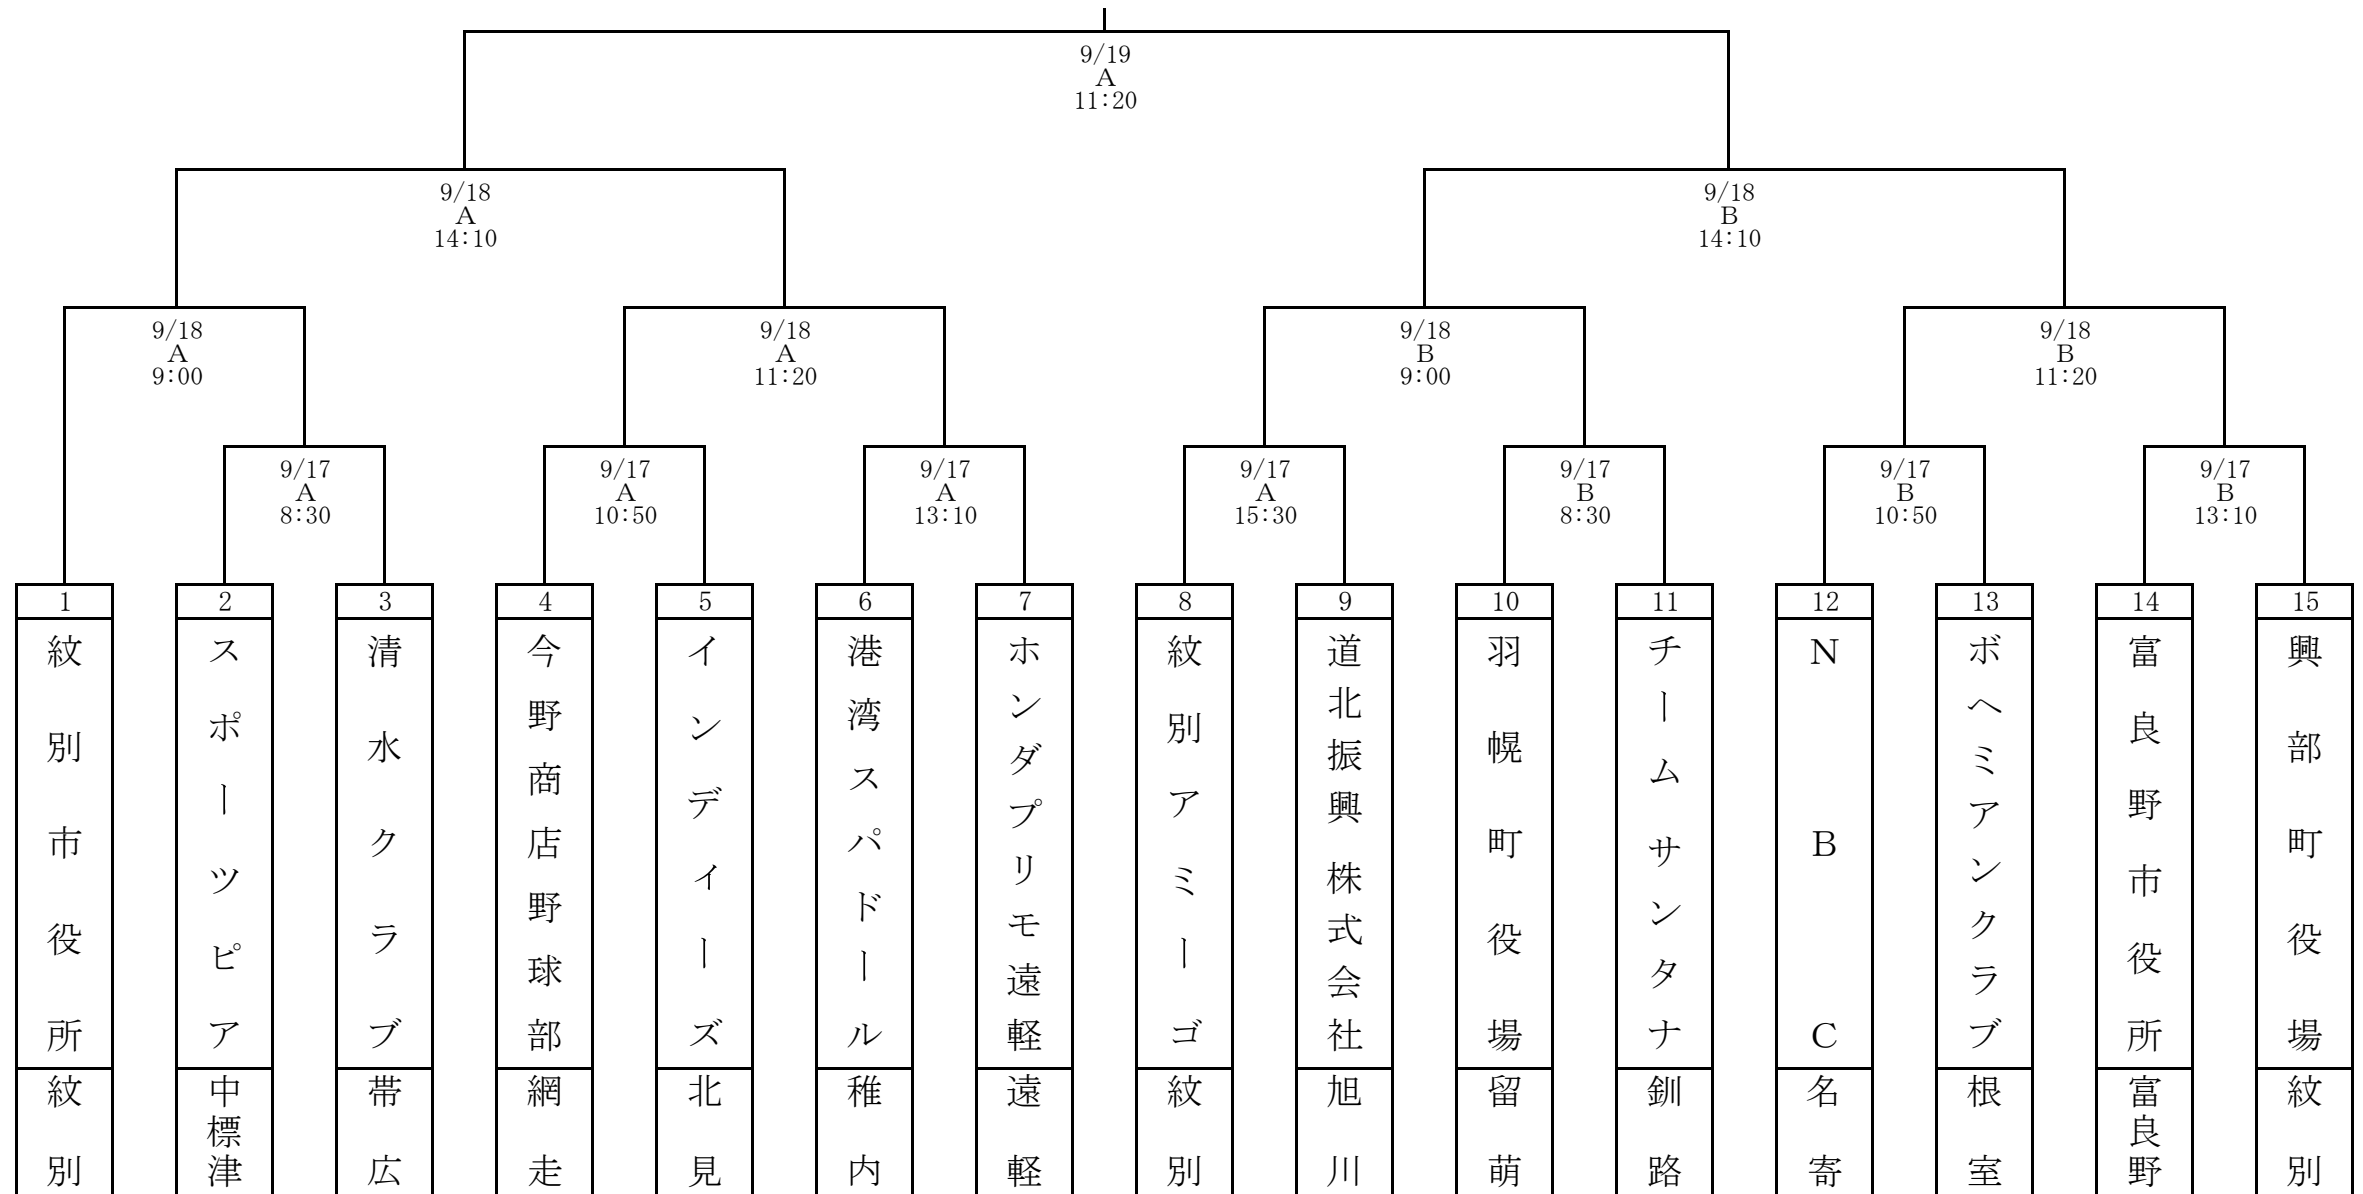 9/19
A
11:20
9/18
A
14:10
9/18
B
14:10
9/18
A
9:00
9/18
A
11:20
9/18
B
9:00
9/18
B
11:20
9/17
A
8:30
9/17
A
10:50
9/17
A
13:10
9/17
A
15:30
9/17
B
8:30
9/17
B
10:50
9/17
B
13:10
1
紋別市役所
紋別
2
スポーツピア
中標津
3
清水クラブ
帯広
4
今野商店野球部
網走
5
インディーズ
北見
6
港湾スパドール
稚内
7
ホンダプリモ遠軽
遠軽
8
紋別アミーゴ
紋別
9
道北振興株式会社
旭川
10
羽幌町役場
留萌
11
チームサンタナ
釧路
12
NBC
名寄
13
ボヘミアンクラブ
根室
14
富良野市役所
富良野
15
興部町役場
紋別